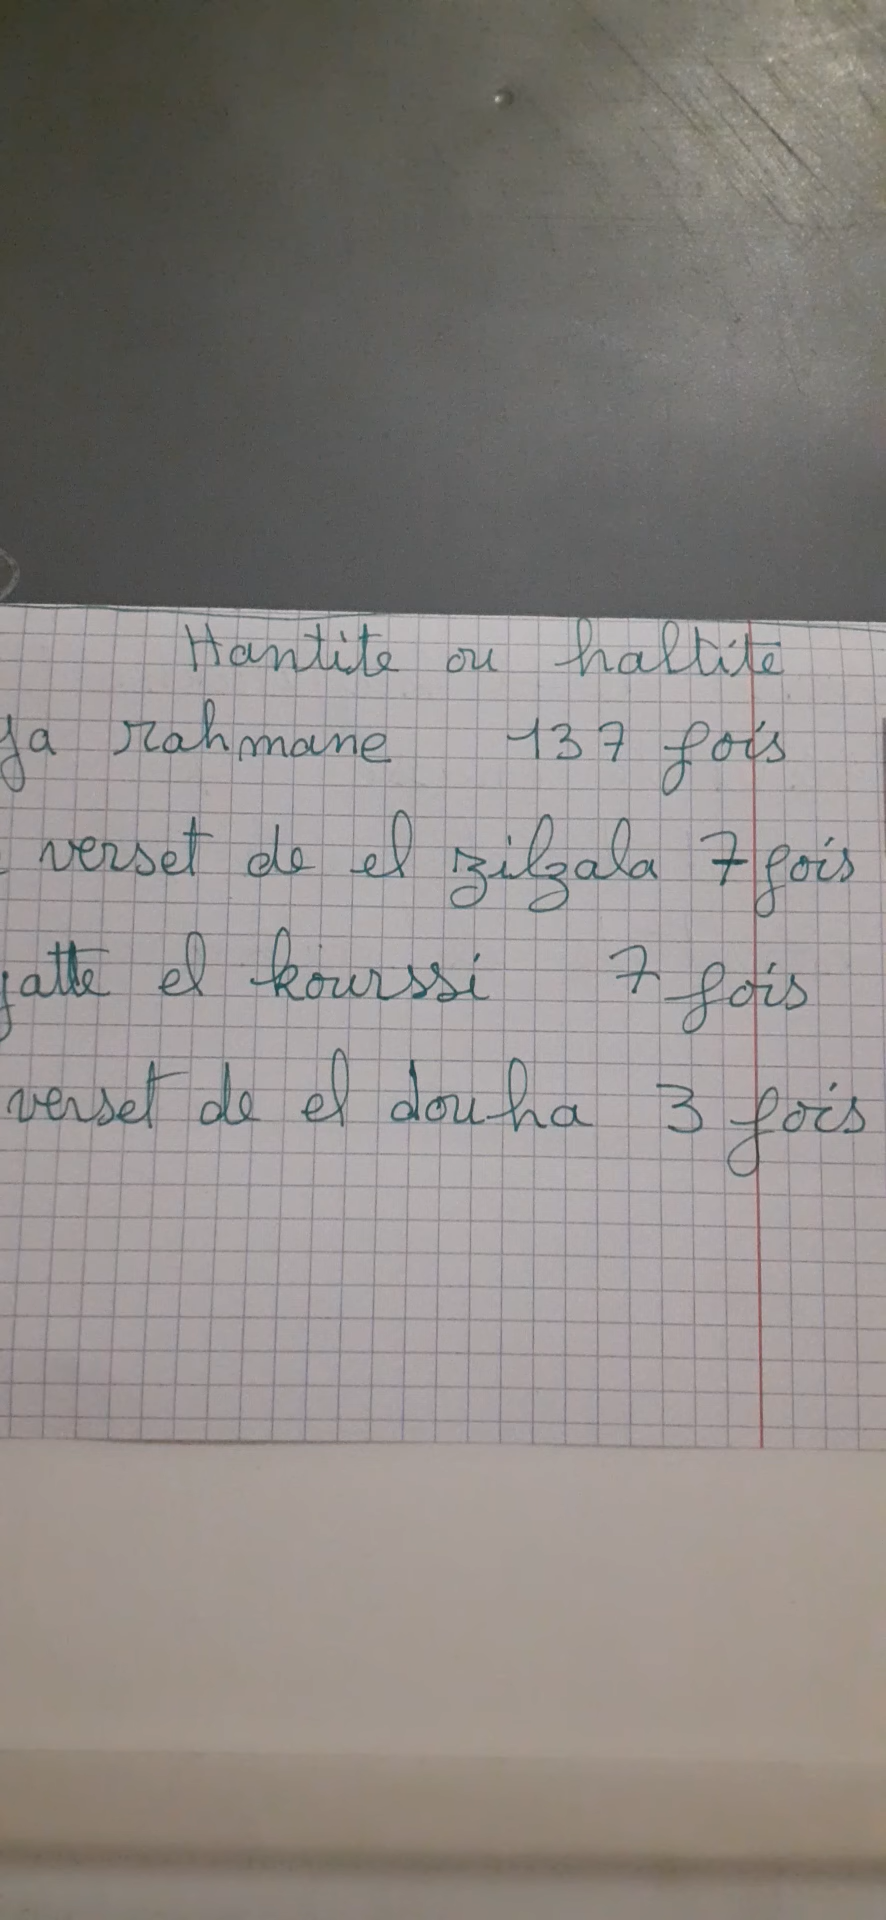 Hantite ou haltite
ya rahmane 137 fois
verset de el zilzala 7 fois
yatte el kourssi 7 fois
verset de el douha 3 fois